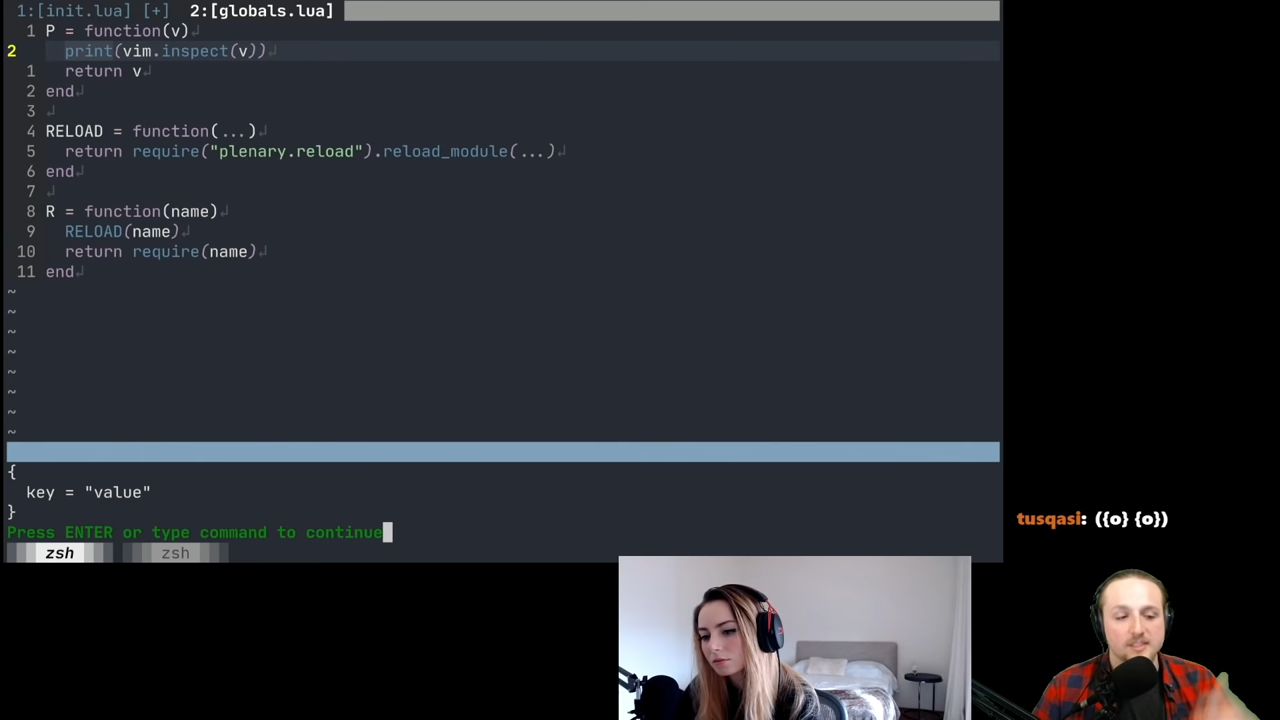 1:[init.lua] [+] 2:[globals.lua]
1 P = function(v)↲
2 print(vim.inspect(v))↲
1 return v↲
2 end↲
3 ↲
4 RELOAD = function(...)↲
5 return require("plenary.reload").reload_module(...)↲
6 end↲
7 ↲
8 R = function(name)↲
9 RELOAD(name)↲
10 return require(name)↲
11 end↲
~
~
~
~
~
~
~
~
{
key = "value"
}
Press ENTER or type command to continue
zsh zsh
tusqasi: ({o} {o})